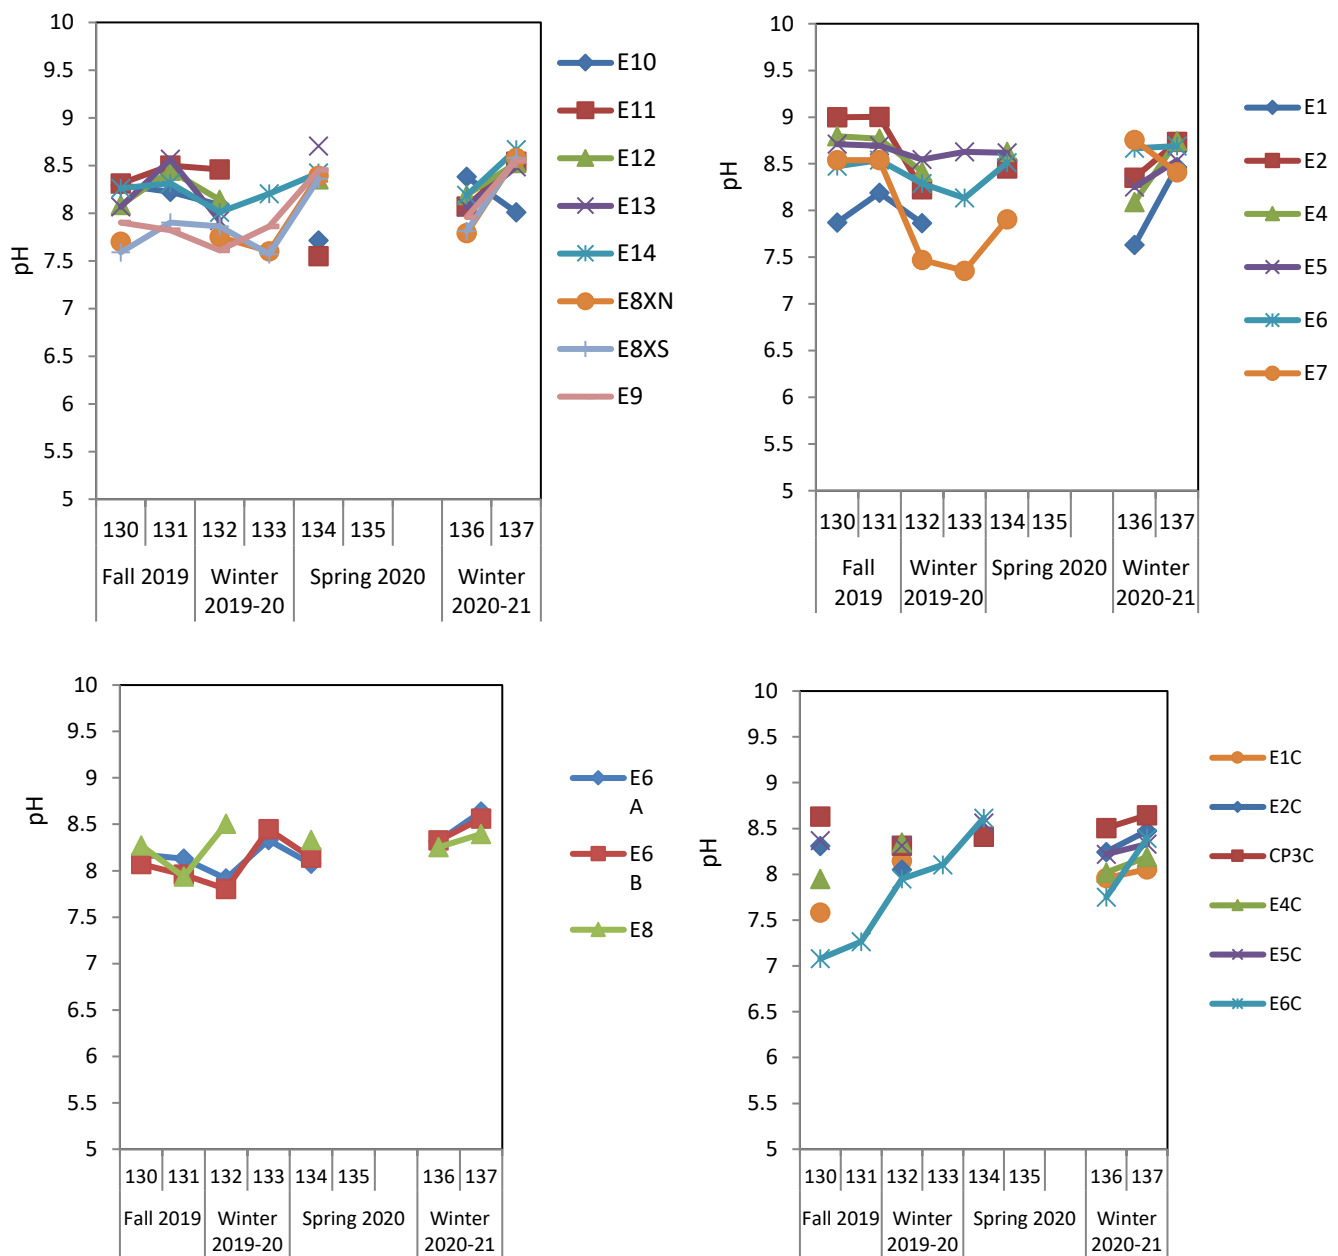 10
9.5
9
8.5
8
7.5
7
6.5
6
5.5
5
pH
130 131 132 133 134 135 136 137
Fall 2019 Winter Spring 2020 Winter
2019-20 2020-21
E10
E11
E12
E13
E14
E8XN
E8XS
E9
10
9.5
9
8.5
8
7.5
7
6.5
6
5.5
5
pH
130 131 132 133 134 135 136 137
Fall Winter Spring 2020 Winter
2019 2019-20 2020-21
E1
E2
E4
E5
E6
E7
10
9.5
9
8.5
8
7.5
7
6.5
6
5.5
5
pH
130 131 132 133 134 135 136 137
Fall 2019 Winter Spring 2020 Winter
2019-20 2020-21
E6
A
E6
B
E8
10
9.5
9
8.5
8
7.5
7
6.5
6
5.5
5
pH
130 131 132 133 134 135 136 137
Fall 2019 Winter Spring 2020 Winter
2019-20 2020-21
E1C
E2C
CP3C
E4C
E5C
E6C